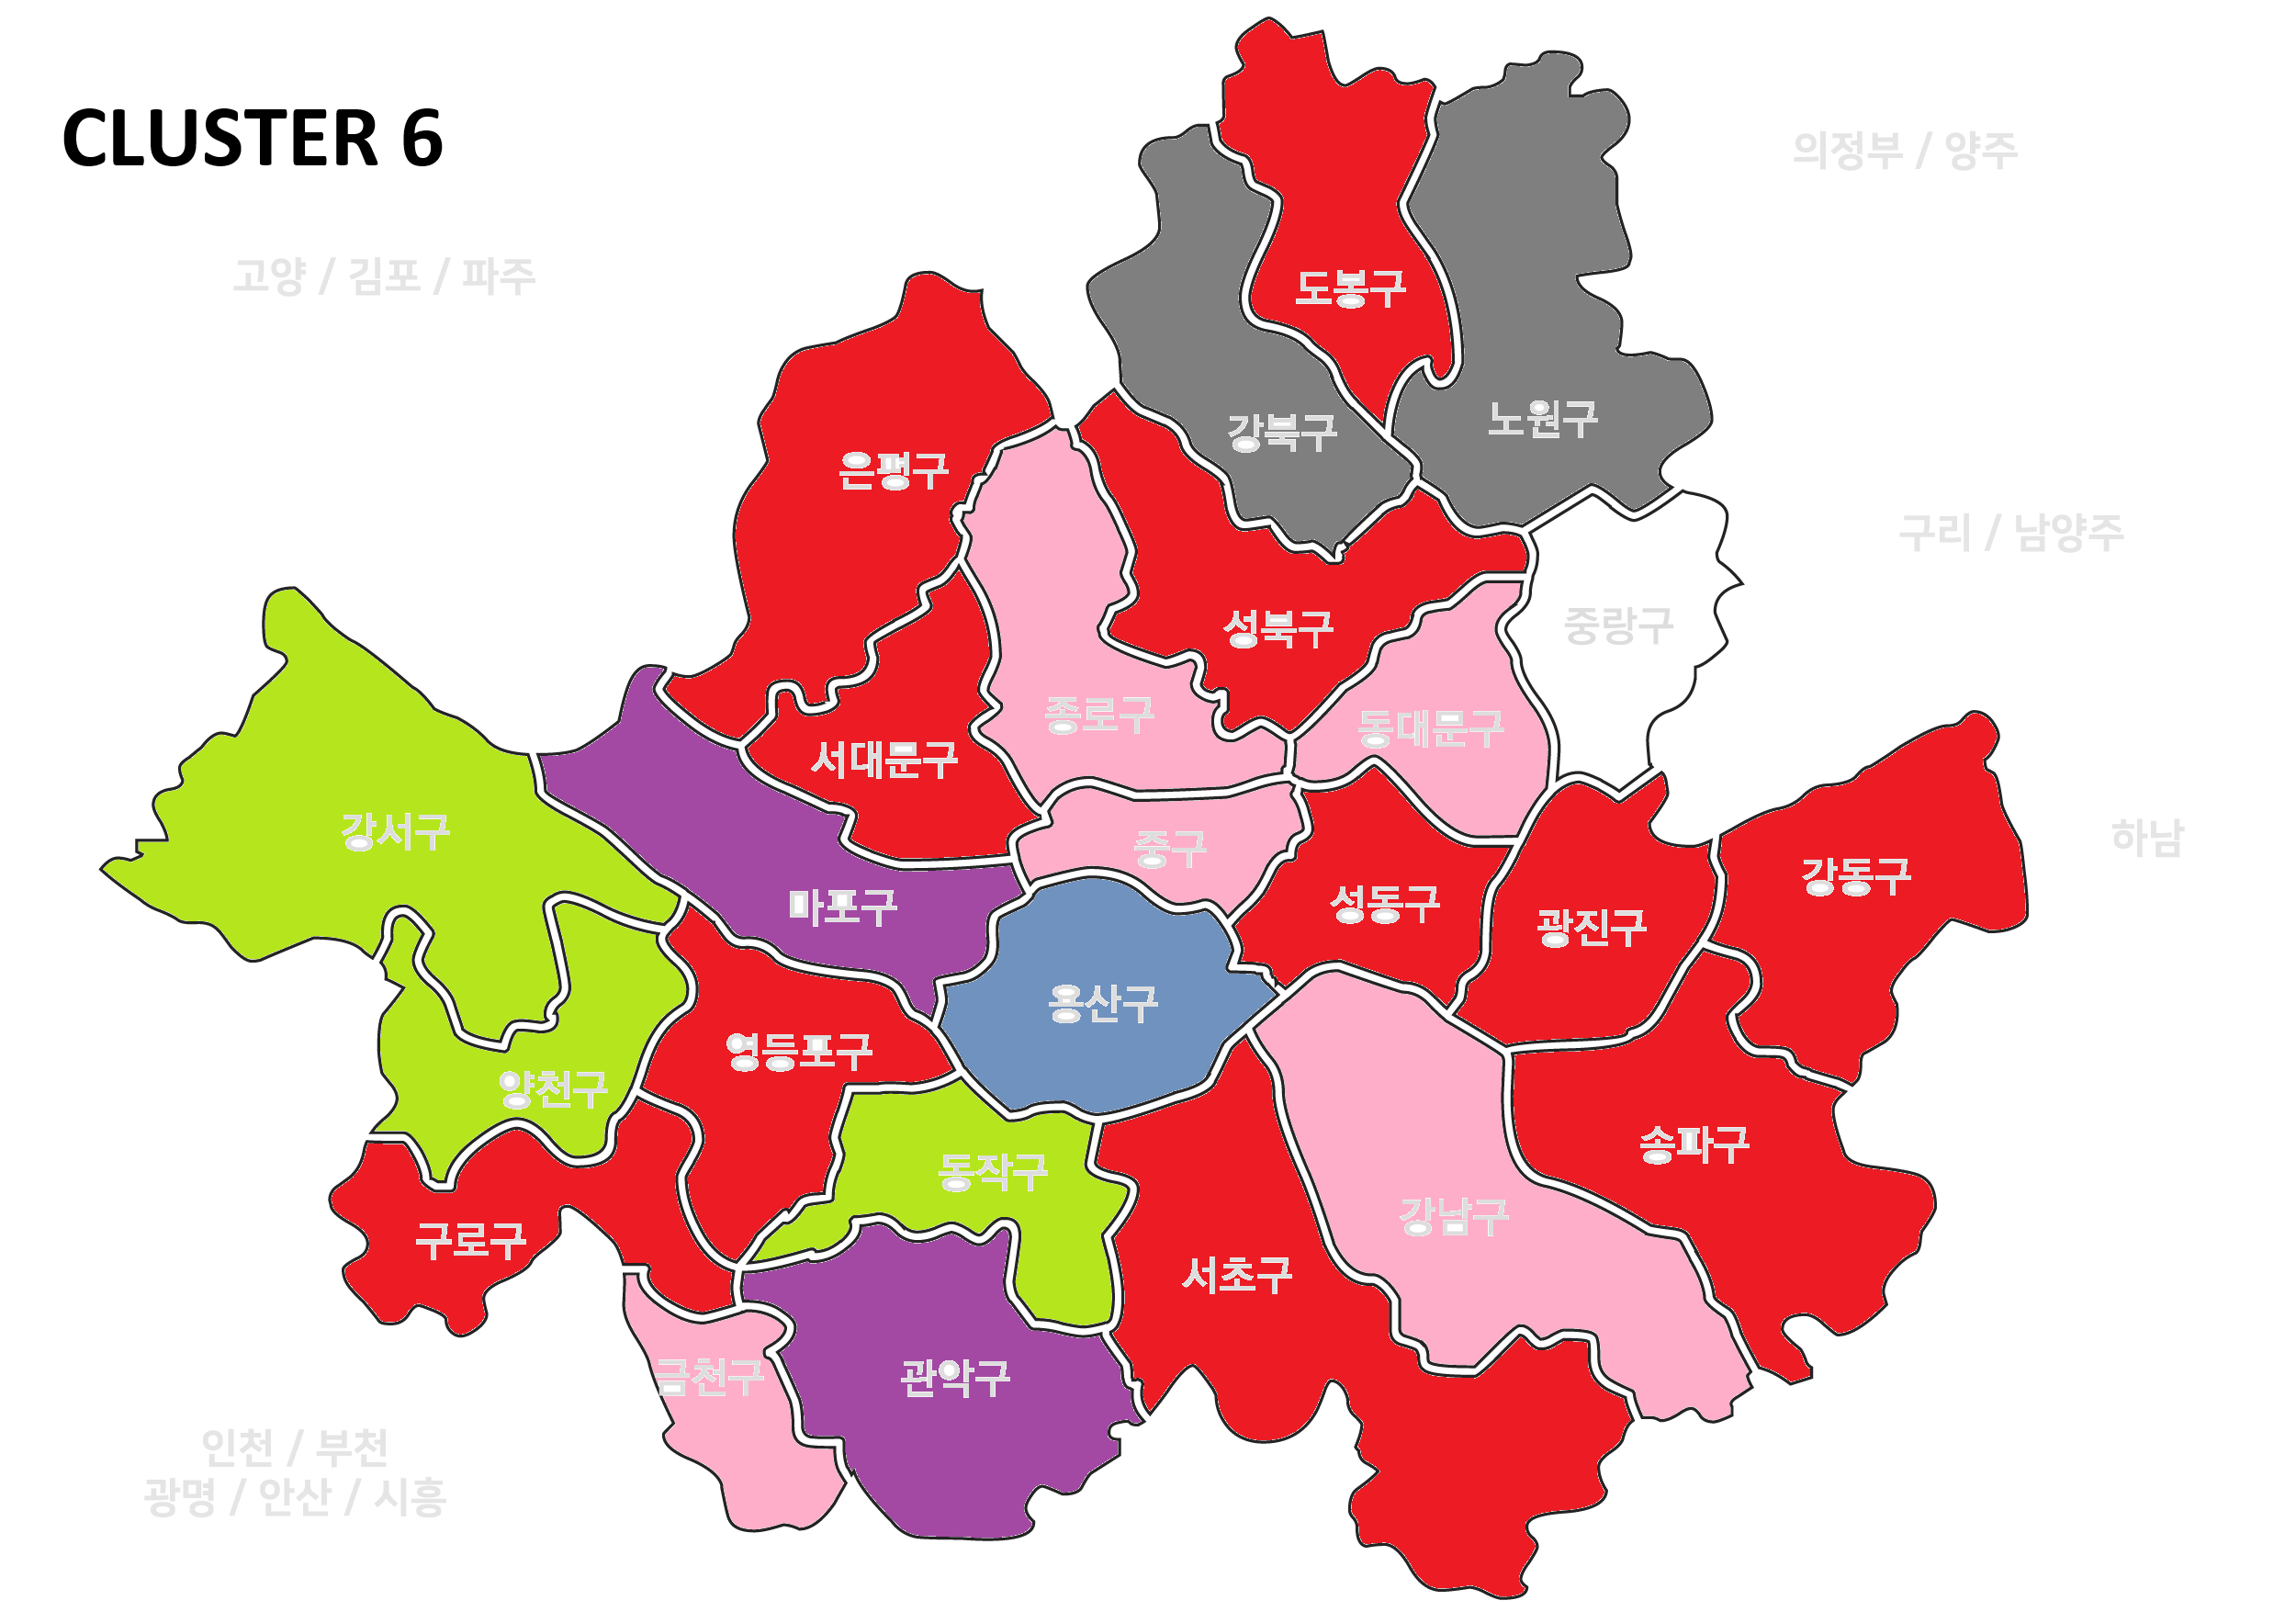 CLUSTER 6
의정부 / 양주
고양 / 김포 / 파주
도봉구
노원구
강북구
은평구
구리 / 남양주
중랑구
성북구
종로구
동대문구
서대문구
강서구
하남
중구
강동구
마포구
성동구
광진구
용산구
영등포구
양천구
송파구
동작구
강남구
구로구
서초구
금천구
관악구
인천 / 부천
광명 / 안산 / 시흥